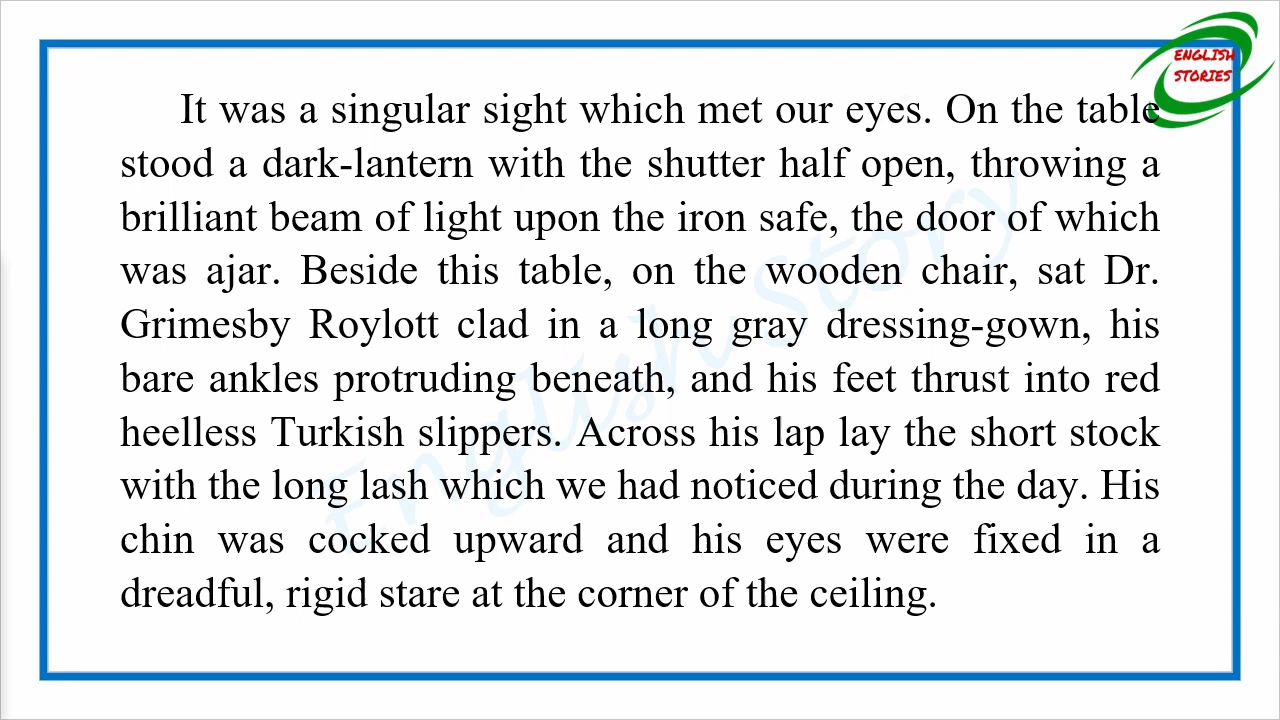 ENGLISH
STORIES
It was a singular sight which met our eyes. On the table
stood a dark-lantern with the shutter half open, throwing a
brilliant beam of light upon the iron safe, the door of which
was ajar. Beside this table, on the wooden chair, sat Dr.
Grimesby Roylott clad in a long gray dressing-gown, his
bare ankles protruding beneath, and his feet thrust into red
heelless Turkish slippers. Across his lap lay the short stock
with the long lash which we had noticed during the day. His
chin was cocked upward and his eyes were fixed in a
dreadful, rigid stare at the corner of the ceiling.
English Story